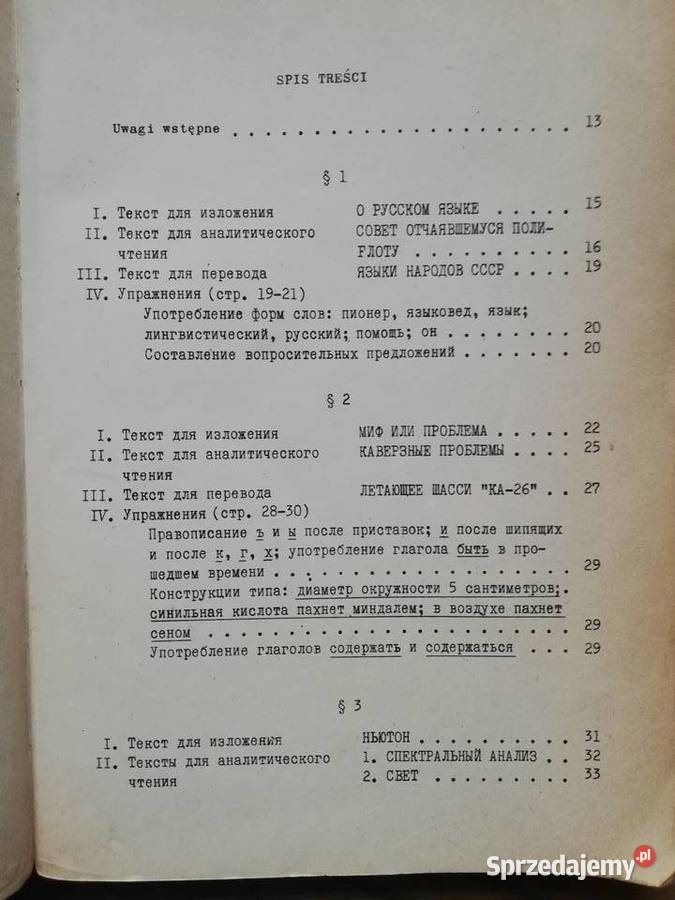 SPIS TREŚCI
Uwagi wstępne . . . . . . . . . . . . . . . . . . . . . 13
§ 1
I. Текст для изложения О РУССКОМ ЯЗЫКЕ . . . . . 15
II. Текст для аналитического СОВЕТ ОТЧАЯВШЕМУСЯ ПОЛИ-
чтения ГЛОТУ . . . . . . . . . . 16
III. Текст для перевода ЯЗЫКИ НАРОДОВ СССР . . . . 19
IV. Упражнения (стр. 19-21)
Употребление форм слов: пионер, языковед, язык;
лингвистический, русский; помощь; он . . . . . . . . 20
Составление вопросительных предложений . . . . . . . 20
§ 2
I. Текст для изложения МИФ ИЛИ ПРОБЛЕМА . . . . . 22
II. Текст для аналитического КАВЕРЗНЫЕ ПРОБЛЕМЫ . . . . 25
чтения
III. Текст для перевода ЛЕТАЮЩЕЕ ШАССИ "КА-26" . . 27
IV. Упражнения (стр. 28-30)
Правописание ъ и ы после приставок; и после шипящих
и после к, г, х; употребление глагола быть в про-
шедшем времени . . . . . . . . . . . . . . . . . . 29
Конструкции типа: диаметр окружности 5 сантиметров;.
синильная кислота пахнет миндалем; в воздухе пахнет
сеном . . . . . . . . . . . . . . . . . . . . . . 29
Употребление глаголов содержать и содержаться . . . 29
§ 3
I. Текст для изложения НЬЮТОН . . . . . . . . . . 31
II. Тексты для аналитического 1. СПЕКТРАЛЬНЫЙ АНАЛИЗ . . 32
чтения 2. СВЕТ . . . . . . . . . 33
Sprzedajemy.pl